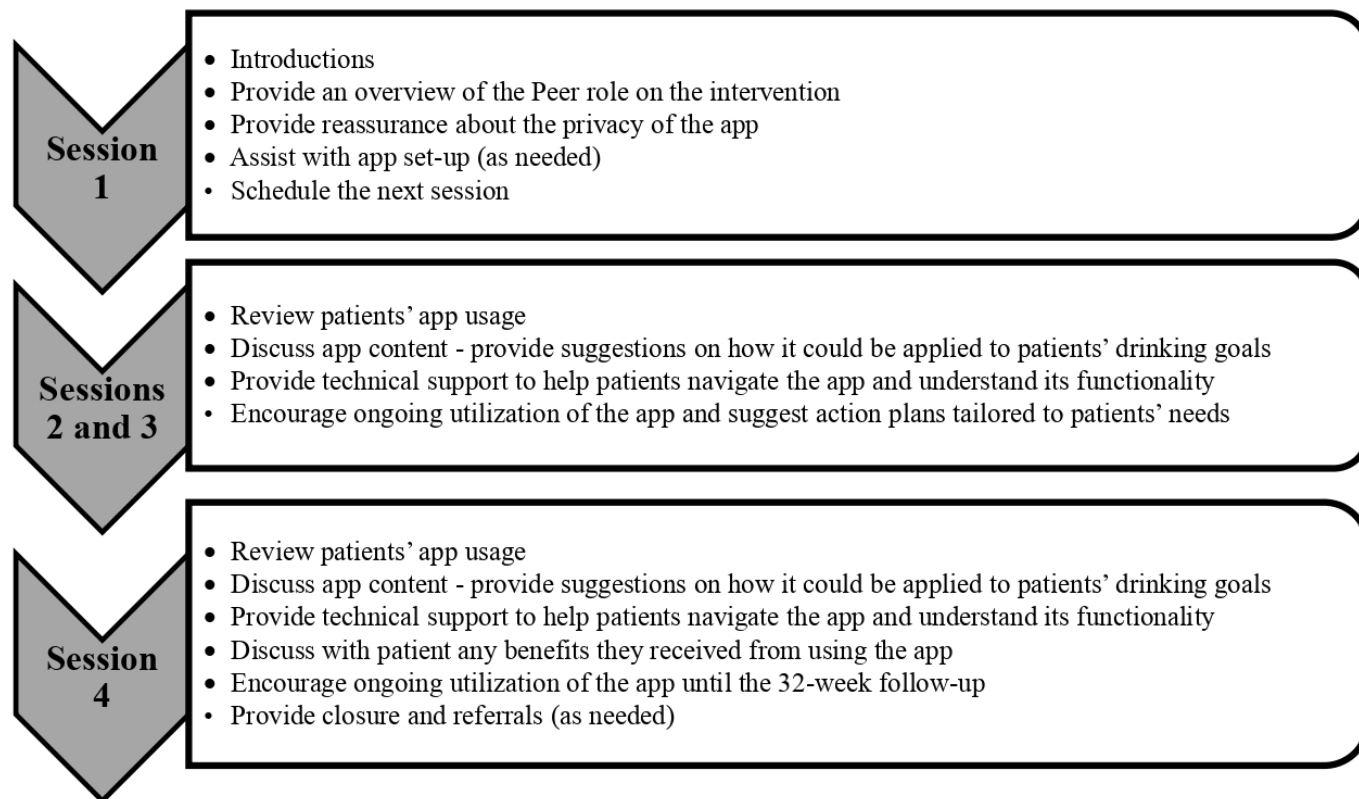 Session
1
• Introductions
• Provide an overview of the Peer role on the intervention
• Provide reassurance about the privacy of the app
• Assist with app set-up (as needed)
• Schedule the next session
Sessions
2 and 3
• Review patients’ app usage
• Discuss app content - provide suggestions on how it could be applied to patients’ drinking goals
• Provide technical support to help patients navigate the app and understand its functionality
• Encourage ongoing utilization of the app and suggest action plans tailored to patients’ needs
Session
4
• Review patients’ app usage
• Discuss app content - provide suggestions on how it could be applied to patients’ drinking goals
• Provide technical support to help patients navigate the app and understand its functionality
• Discuss with patient any benefits they received from using the app
• Encourage ongoing utilization of the app until the 32-week follow-up
• Provide closure and referrals (as needed)